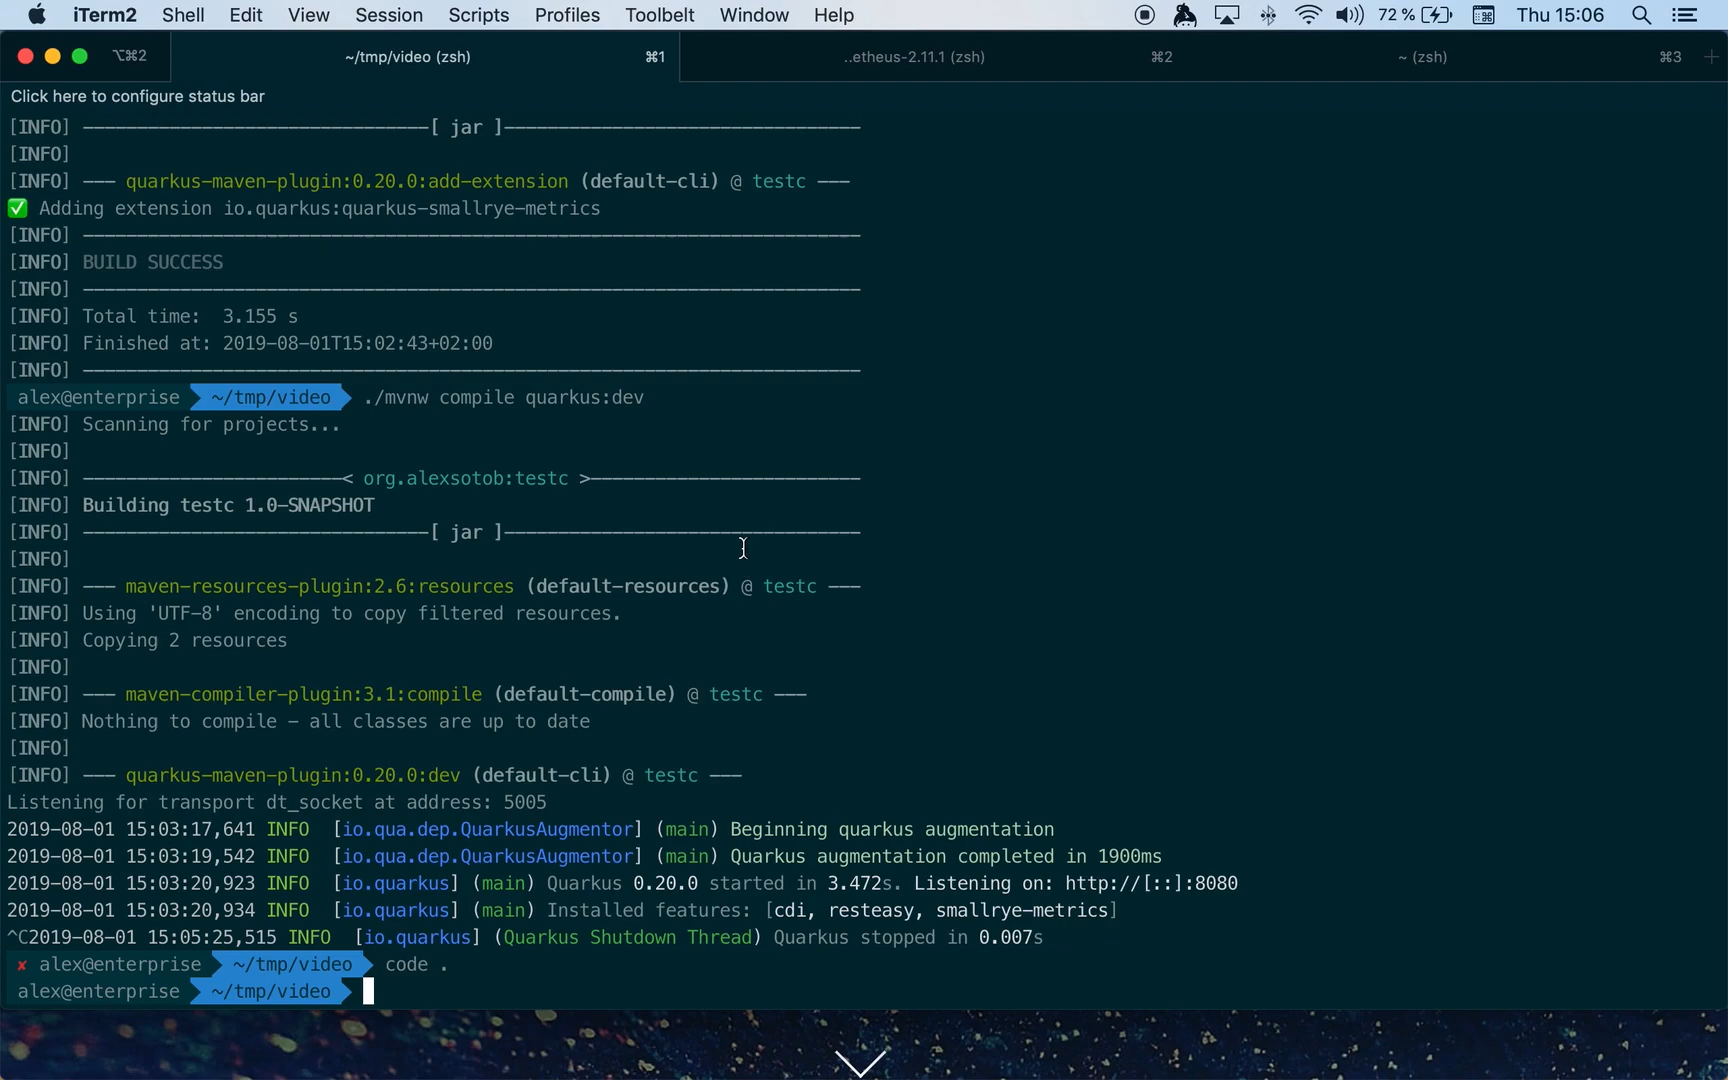 iTerm2 Shell Edit View Session Scripts Profiles Toolbelt Window Help 72 % Thu 15:06
⌥⌘2 ~/tmp/video (zsh) ⌘1 ..etheus-2.11.1 (zsh) ⌘2 ~ (zsh) ⌘3 +
Click here to configure status bar
[INFO] --------------------------------[ jar ]---------------------------------
[INFO]
[INFO] --- quarkus-maven-plugin:0.20.0:add-extension (default-cli) @ testc ---
✅ Adding extension io.quarkus:quarkus-smallrye-metrics
[INFO] ------------------------------------------------------------------------
[INFO] BUILD SUCCESS
[INFO] ------------------------------------------------------------------------
[INFO] Total time:  3.155 s
[INFO] Finished at: 2019-08-01T15:02:43+02:00
[INFO] ------------------------------------------------------------------------
alex@enterprise ~/tmp/video ./mvnw compile quarkus:dev
[INFO] Scanning for projects...
[INFO]
[INFO] ------------------------< org.alexsotob:testc >-------------------------
[INFO] Building testc 1.0-SNAPSHOT
[INFO] --------------------------------[ jar ]---------------------------------
[INFO]
[INFO] --- maven-resources-plugin:2.6:resources (default-resources) @ testc ---
[INFO] Using 'UTF-8' encoding to copy filtered resources.
[INFO] Copying 2 resources
[INFO]
[INFO] --- maven-compiler-plugin:3.1:compile (default-compile) @ testc ---
[INFO] Nothing to compile - all classes are up to date
[INFO]
[INFO] --- quarkus-maven-plugin:0.20.0:dev (default-cli) @ testc ---
Listening for transport dt_socket at address: 5005
2019-08-01 15:03:17,641 INFO  [io.qua.dep.QuarkusAugmentor] (main) Beginning quarkus augmentation
2019-08-01 15:03:19,542 INFO  [io.qua.dep.QuarkusAugmentor] (main) Quarkus augmentation completed in 1900ms
2019-08-01 15:03:20,923 INFO  [io.quarkus] (main) Quarkus 0.20.0 started in 3.472s. Listening on: http://[::]:8080
2019-08-01 15:03:20,934 INFO  [io.quarkus] (main) Installed features: [cdi, resteasy, smallrye-metrics]
^C2019-08-01 15:05:25,515 INFO  [io.quarkus] (Quarkus Shutdown Thread) Quarkus stopped in 0.007s
✘ alex@enterprise ~/tmp/video code .
alex@enterprise ~/tmp/video